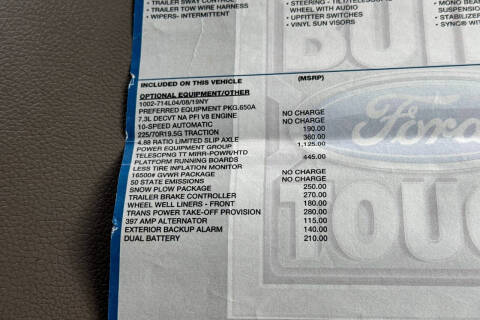 • TRAILER SWAY CONTROL
• TRAILER TOW WIRE HARNESS
• WIPERS- INTERMITTENT
STEERING - TILT/TELESCOPIC
WHEEL WITH AUDIO
• UPFITTER SWITCHES
• VINYL SUN VISORS
• MONO BEAM
SUSPENSION
• STABILIZER
• SYNC®
BUILT
INCLUDED ON THIS VEHICLE (MSRP)
OPTIONAL EQUIPMENT/OTHER
1002-714L04/08/19NY
PREFERRED EQUIPMENT PKG.650A
7.3L DECVT NA PFI V8 ENGINE NO CHARGE
10-SPEED AUTOMATIC NO CHARGE
225/70R19.5G TRACTION 190.00
4.88 RATIO LIMITED SLIP AXLE 360.00
POWER EQUIPMENT GROUP 1,125.00
TELESCPNG TT MIRR-POWR/HTD
PLATFORM RUNNING BOARDS 445.00
LESS TIRE INFLATION MONITOR
16500# GVWR PACKAGE NO CHARGE
50 STATE EMISSIONS NO CHARGE
SNOW PLOW PACKAGE 250.00
TRAILER BRAKE CONTROLLER 270.00
WHEEL WELL LINERS - FRONT 180.00
TRANS POWER TAKE-OFF PROVISION 280.00
397 AMP ALTERNATOR 115.00
EXTERIOR BACKUP ALARM 140.00
DUAL BATTERY 210.00
Ford
TOUGH